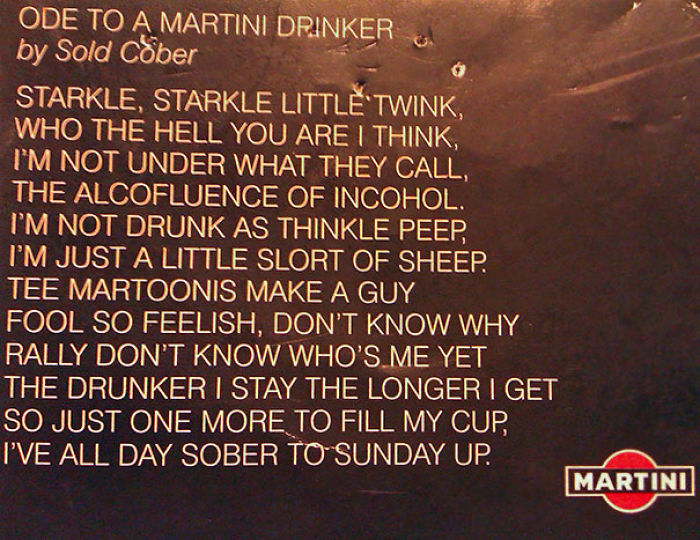 ODE TO A MARTINI DRINKER
by Sold Cober
STARKLE, STARKLE LITTLE TWINK,
WHO THE HELL YOU ARE I THINK,
I'M NOT UNDER WHAT THEY CALL,
THE ALCOFLUENCE OF INCOHOL.
I'M NOT DRUNK AS THINKLE PEEP,
I'M JUST A LITTLE SLORT OF SHEEP.
TEE MARTOONIS MAKE A GUY
FOOL SO FEELISH, DON'T KNOW WHY
RALLY DON'T KNOW WHO'S ME YET
THE DRUNKER I STAY THE LONGER I GET
SO JUST ONE MORE TO FILL MY CUP,
I'VE ALL DAY SOBER TO SUNDAY UP.
MARTINI